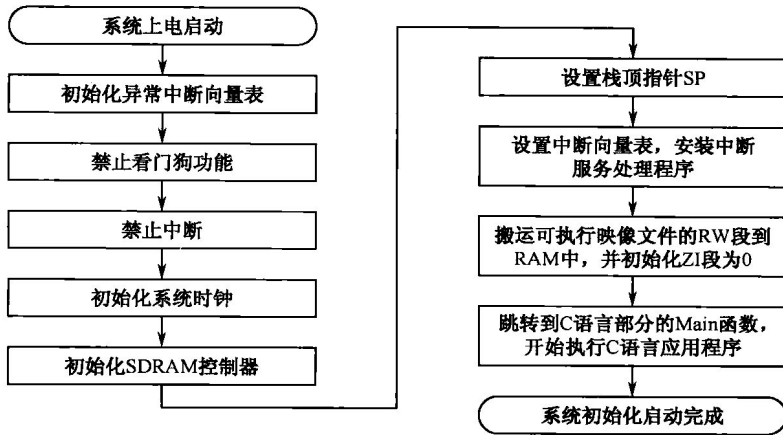 系统上电启动
初始化异常中断向量表
禁止看门狗功能
禁止中断
初始化系统时钟
初始化SDRAM控制器
设置栈顶指针SP
设置中断向量表，安装中断
服务处理程序
搬运可执行映像文件的RW段到
RAM中，并初始化ZI段为0
跳转到C语言部分的Main函数，
开始执行C语言应用程序
系统初始化启动完成